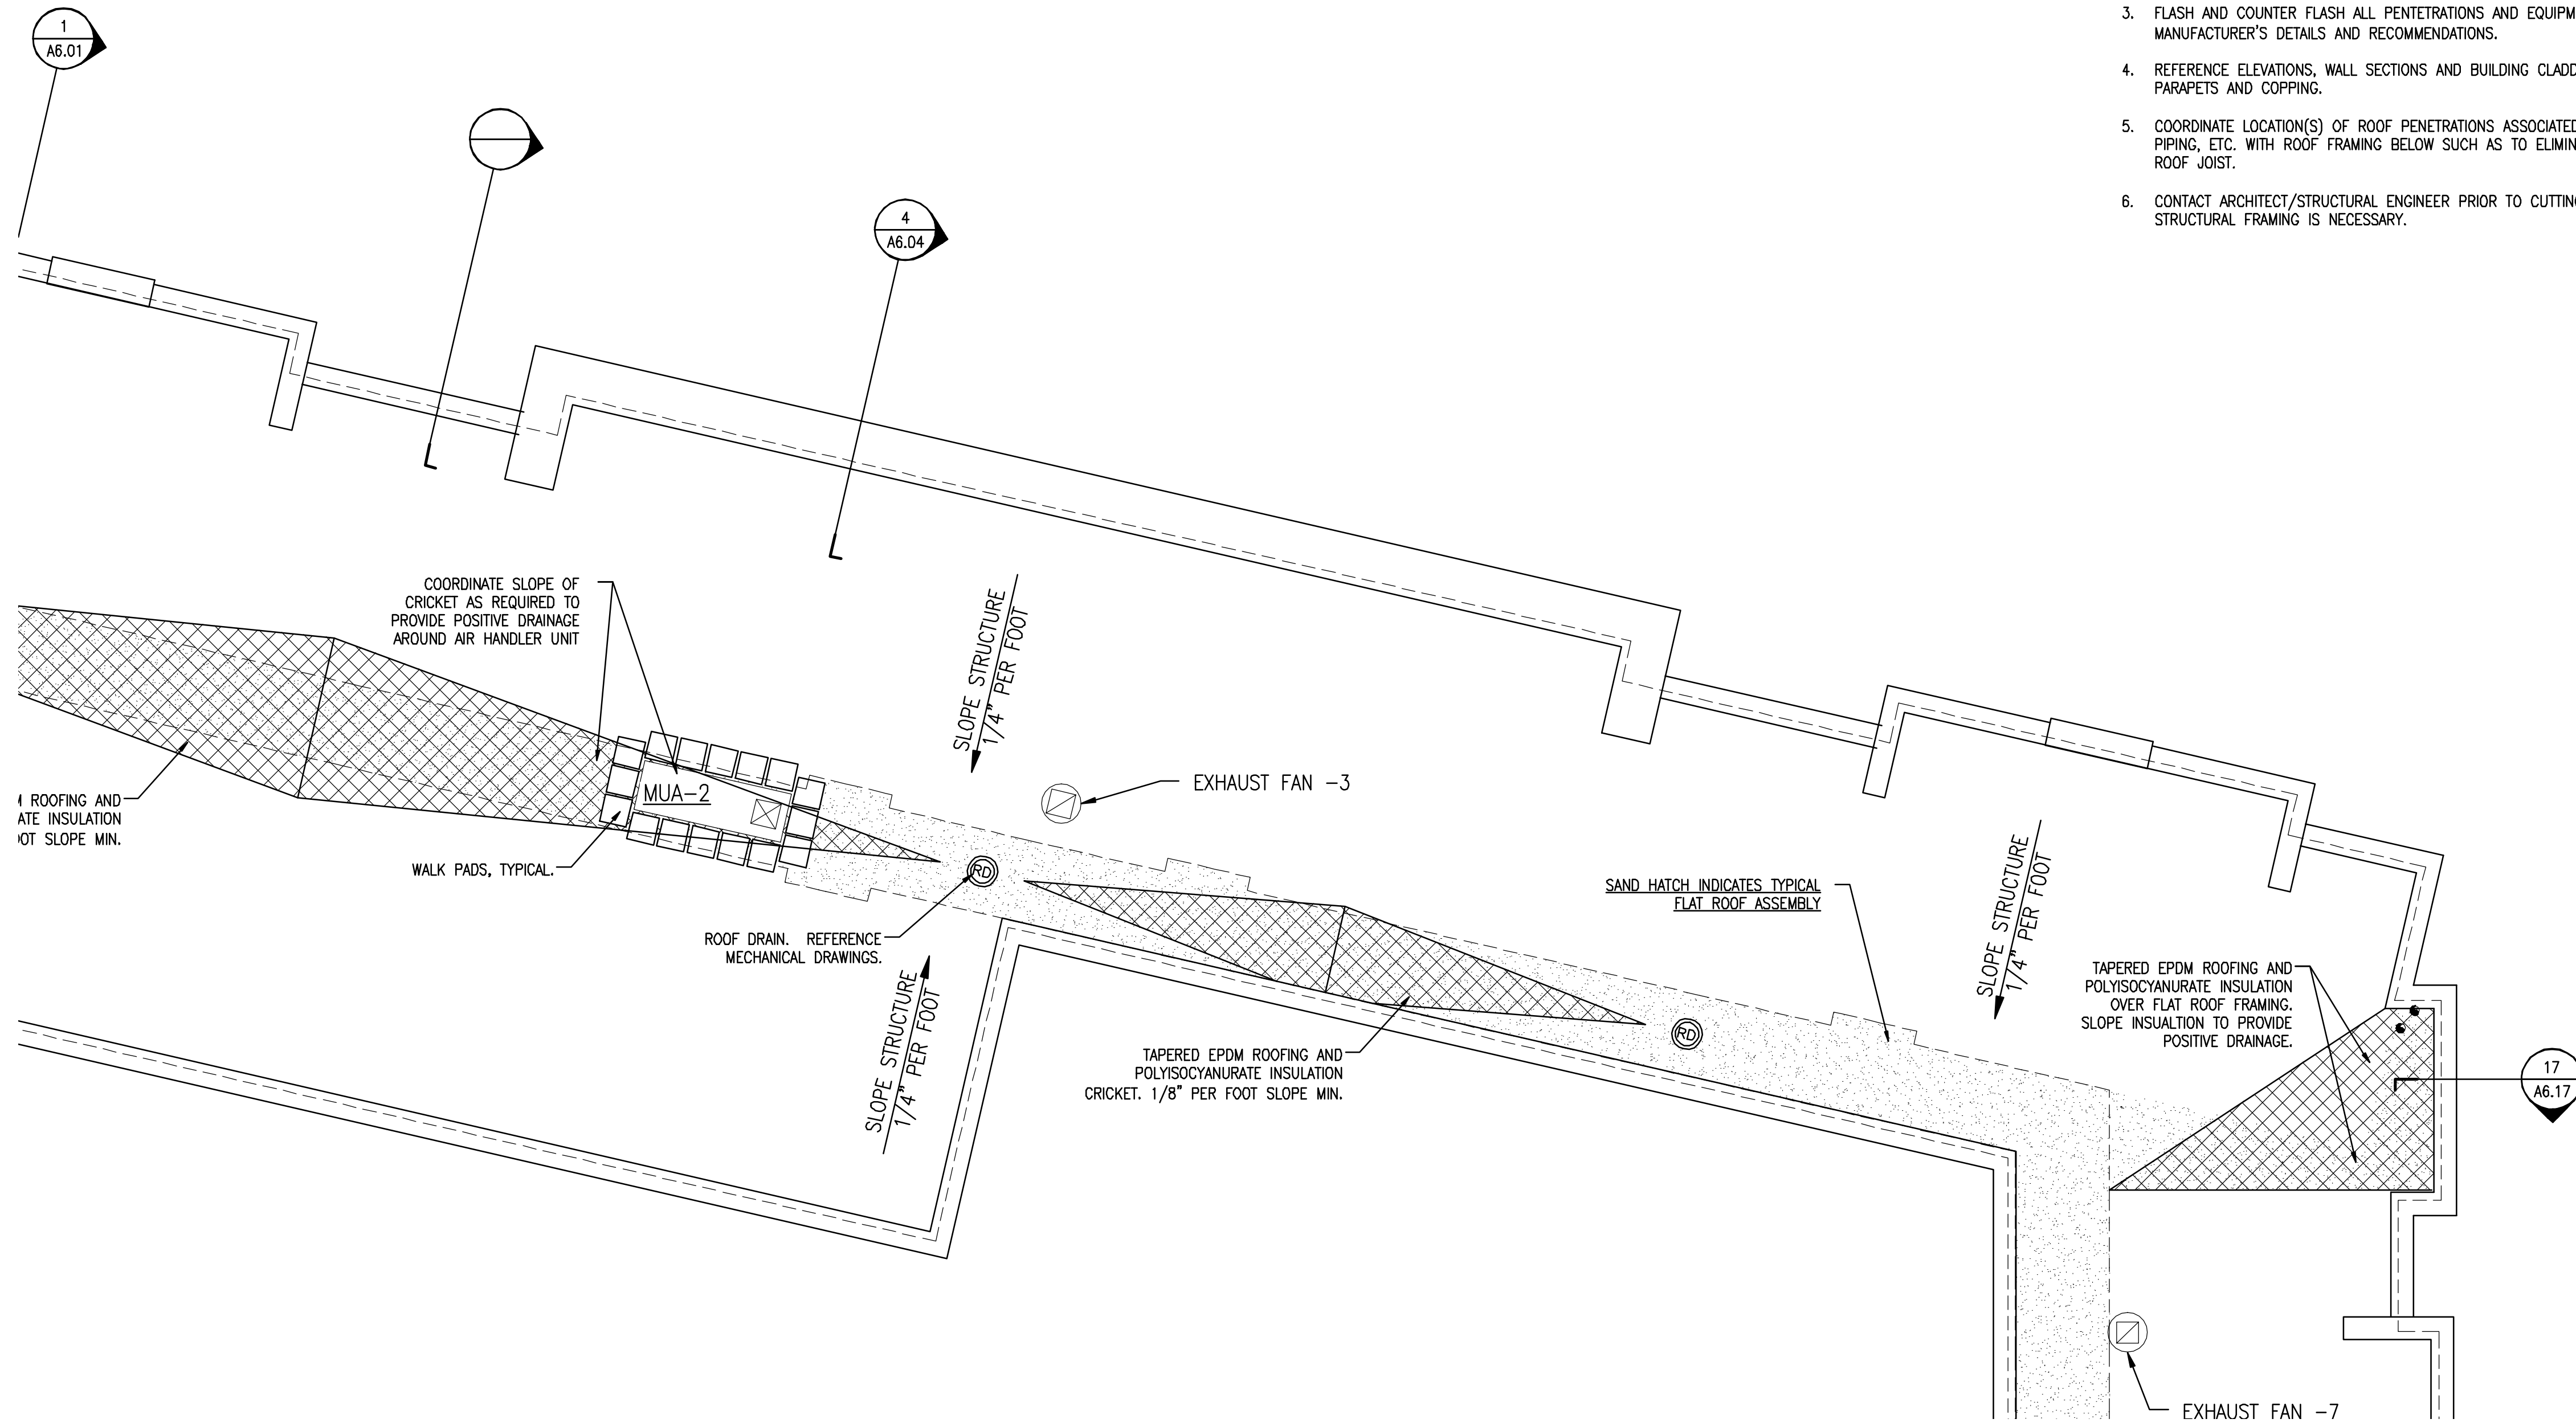 1
A6.01
3. FLASH AND COUNTER FLASH ALL PENTETRATIONS AND EQUIPM
MANUFACTURER'S DETAILS AND RECOMMENDATIONS.
4. REFERENCE ELEVATIONS, WALL SECTIONS AND BUILDING CLADD
PARAPETS AND COPPING.
5. COORDINATE LOCATION(S) OF ROOF PENETRATIONS ASSOCIATED
PIPING, ETC. WITH ROOF FRAMING BELOW SUCH AS TO ELIMIN
ROOF JOIST.
6. CONTACT ARCHITECT/STRUCTURAL ENGINEER PRIOR TO CUTTING
STRUCTURAL FRAMING IS NECESSARY.
4
A6.04
COORDINATE SLOPE OF
CRICKET AS REQUIRED TO
PROVIDE POSITIVE DRAINAGE
AROUND AIR HANDLER UNIT
SLOPE STRUCTURE
1/4" PER FOOT
EXHAUST FAN -3
MUA-2
ROOFING AND
ATE INSULATION
OOT SLOPE MIN.
WALK PADS, TYPICAL.
RD
ROOF DRAIN. REFERENCE
MECHANICAL DRAWINGS.
SLOPE STRUCTURE
1/4" PER FOOT
SAND HATCH INDICATES TYPICAL
FLAT ROOF ASSEMBLY
SLOPE STRUCTURE
1/4" PER FOOT
RD
TAPERED EPDM ROOFING AND
POLYISOCYANURATE INSULATION
CRICKET. 1/8" PER FOOT SLOPE MIN.
TAPERED EPDM ROOFING AND
POLYISOCYANURATE INSULATION
OVER FLAT ROOF FRAMING.
SLOPE INSUALTION TO PROVIDE
POSITIVE DRAINAGE.
17
A6.17
EXHAUST FAN -7